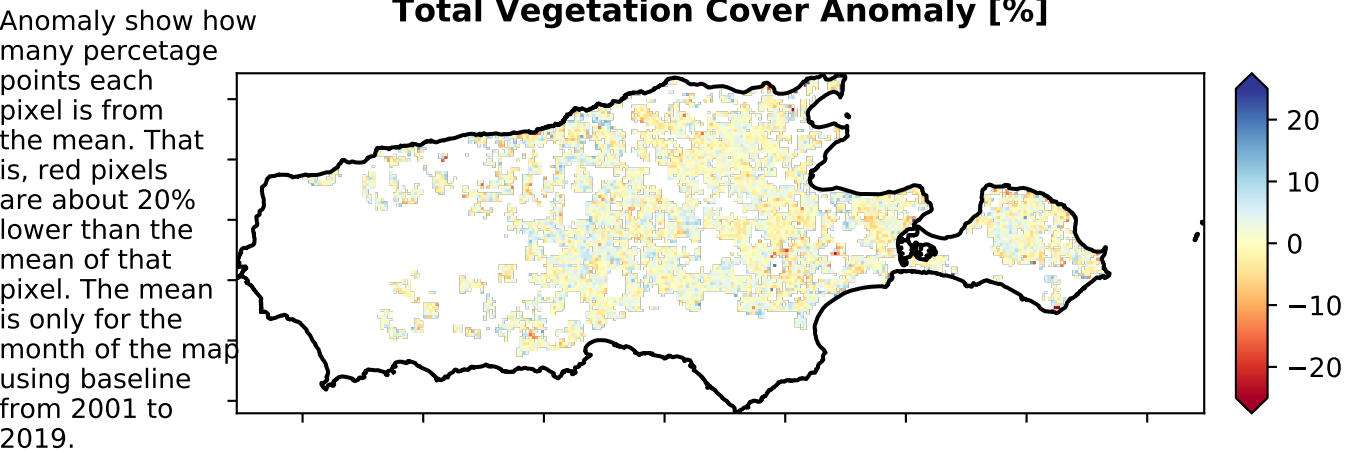 Total Vegetation Cover Anomaly [%]
Anomaly show how
many percetage
points each
pixel is from
the mean. That
is, red pixels
are about 20%
lower than the
mean of that
pixel. The mean
is only for the
month of the map
using baseline
from 2001 to
2019.
20
10
0
−10
−20